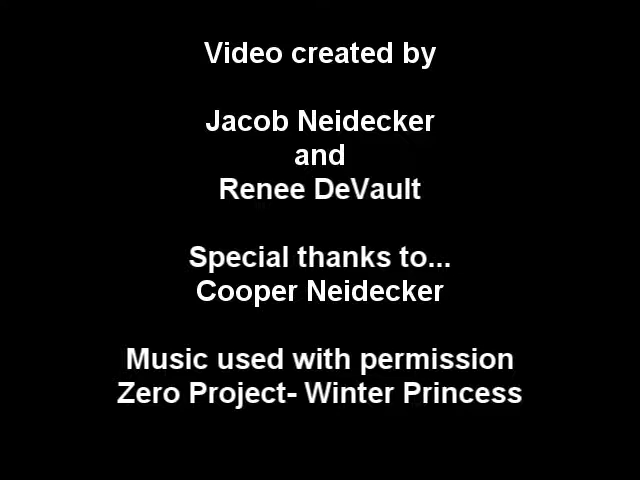 Video created by
Jacob Neidecker
and
Renee DeVault
Special thanks to...
Cooper Neidecker
Music used with permission
Zero Project- Winter Princess